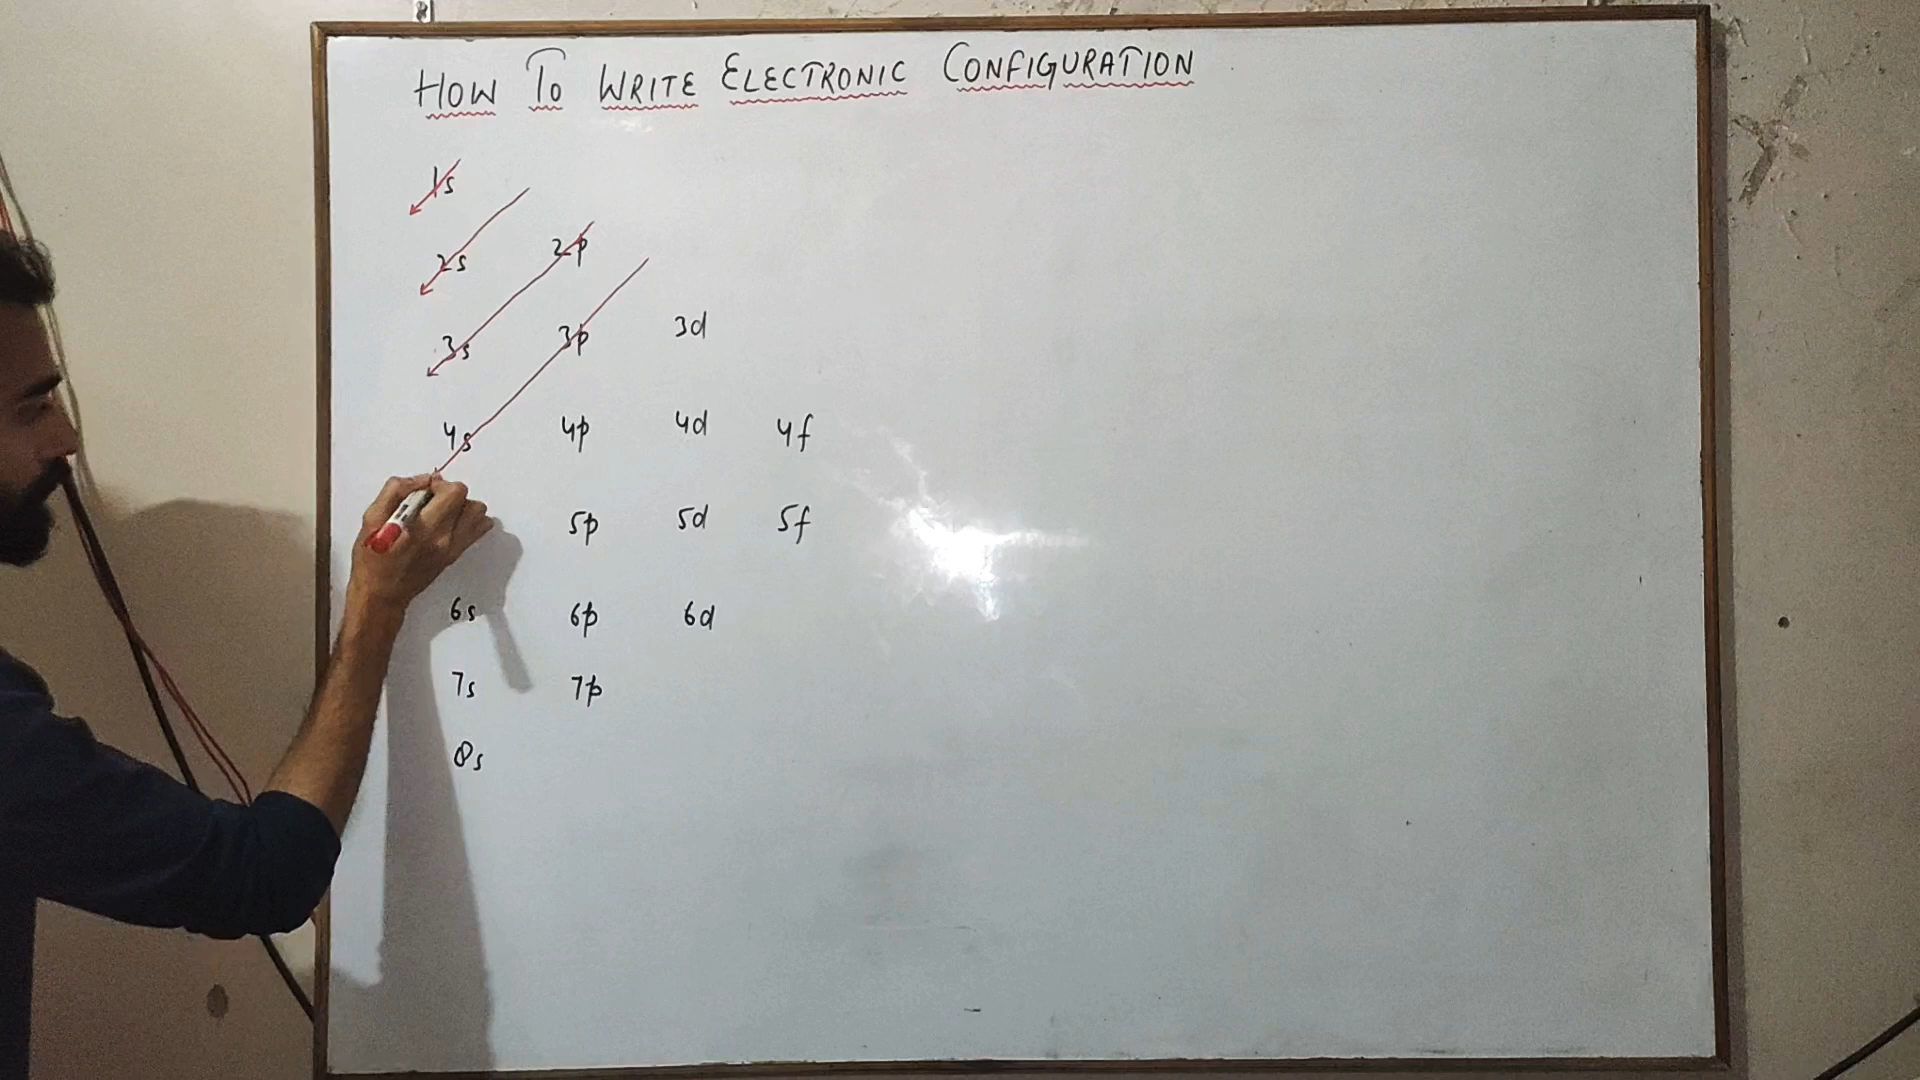 HOW TO WRITE ELECTRONIC CONFIGURATION
1s
2s 2p
3s 3p 3d
4s 4p 4d 4f
5p 5d 5f
6s 6p 6d
7s 7p
8s